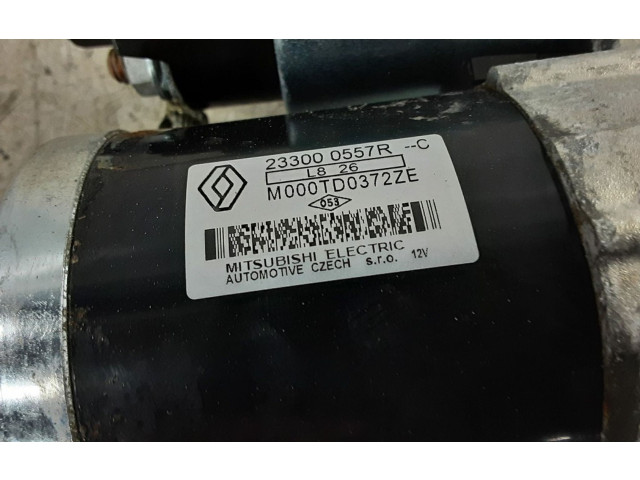 23300 0557R --C
L8 26
M000TD0372ZE
053
MITSUBISHI ELECTRIC
AUTOMOTIVE CZECH s.r.o. 12V